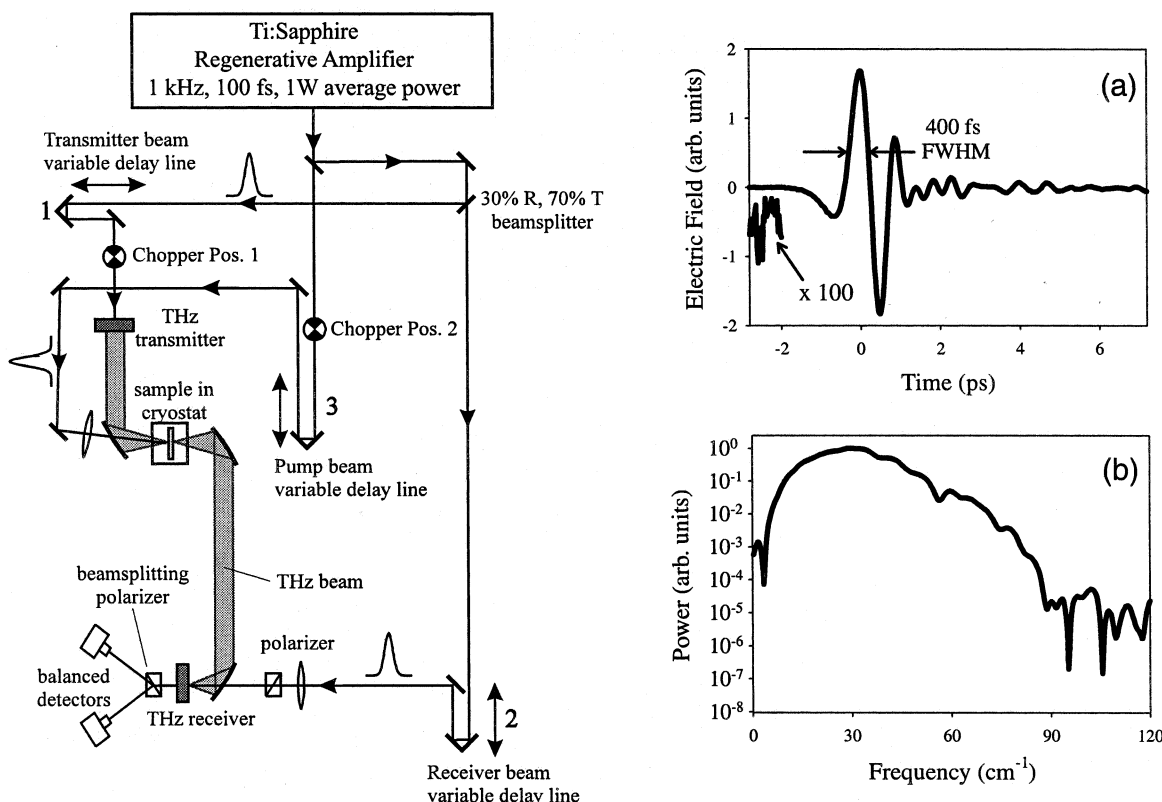 Ti:Sapphire
Regenerative Amplifier
1 kHz, 100 fs, 1W average power
Transmitter beam
variable delay line
1
30% R, 70% T
beamsplitter
Chopper Pos. 1
THz
transmitter
Chopper Pos. 2
sample in
cryostat
3
Pump beam
variable delay line
beamsplitting
polarizer
THz beam
polarizer
balanced
detectors
THz receiver
2
Receiver beam
variable delay line
(a)
Electric Field (arb. units)
2
1
0
-1
-2
400 fs
FWHM
x 100
-2 0 2 4 6
Time (ps)
(b)
Power (arb. units)
10⁰
10⁻¹
10⁻²
10⁻³
10⁻⁴
10⁻⁵
10⁻⁶
10⁻⁷
10⁻⁸
0 30 60 90 120
Frequency (cm⁻¹)